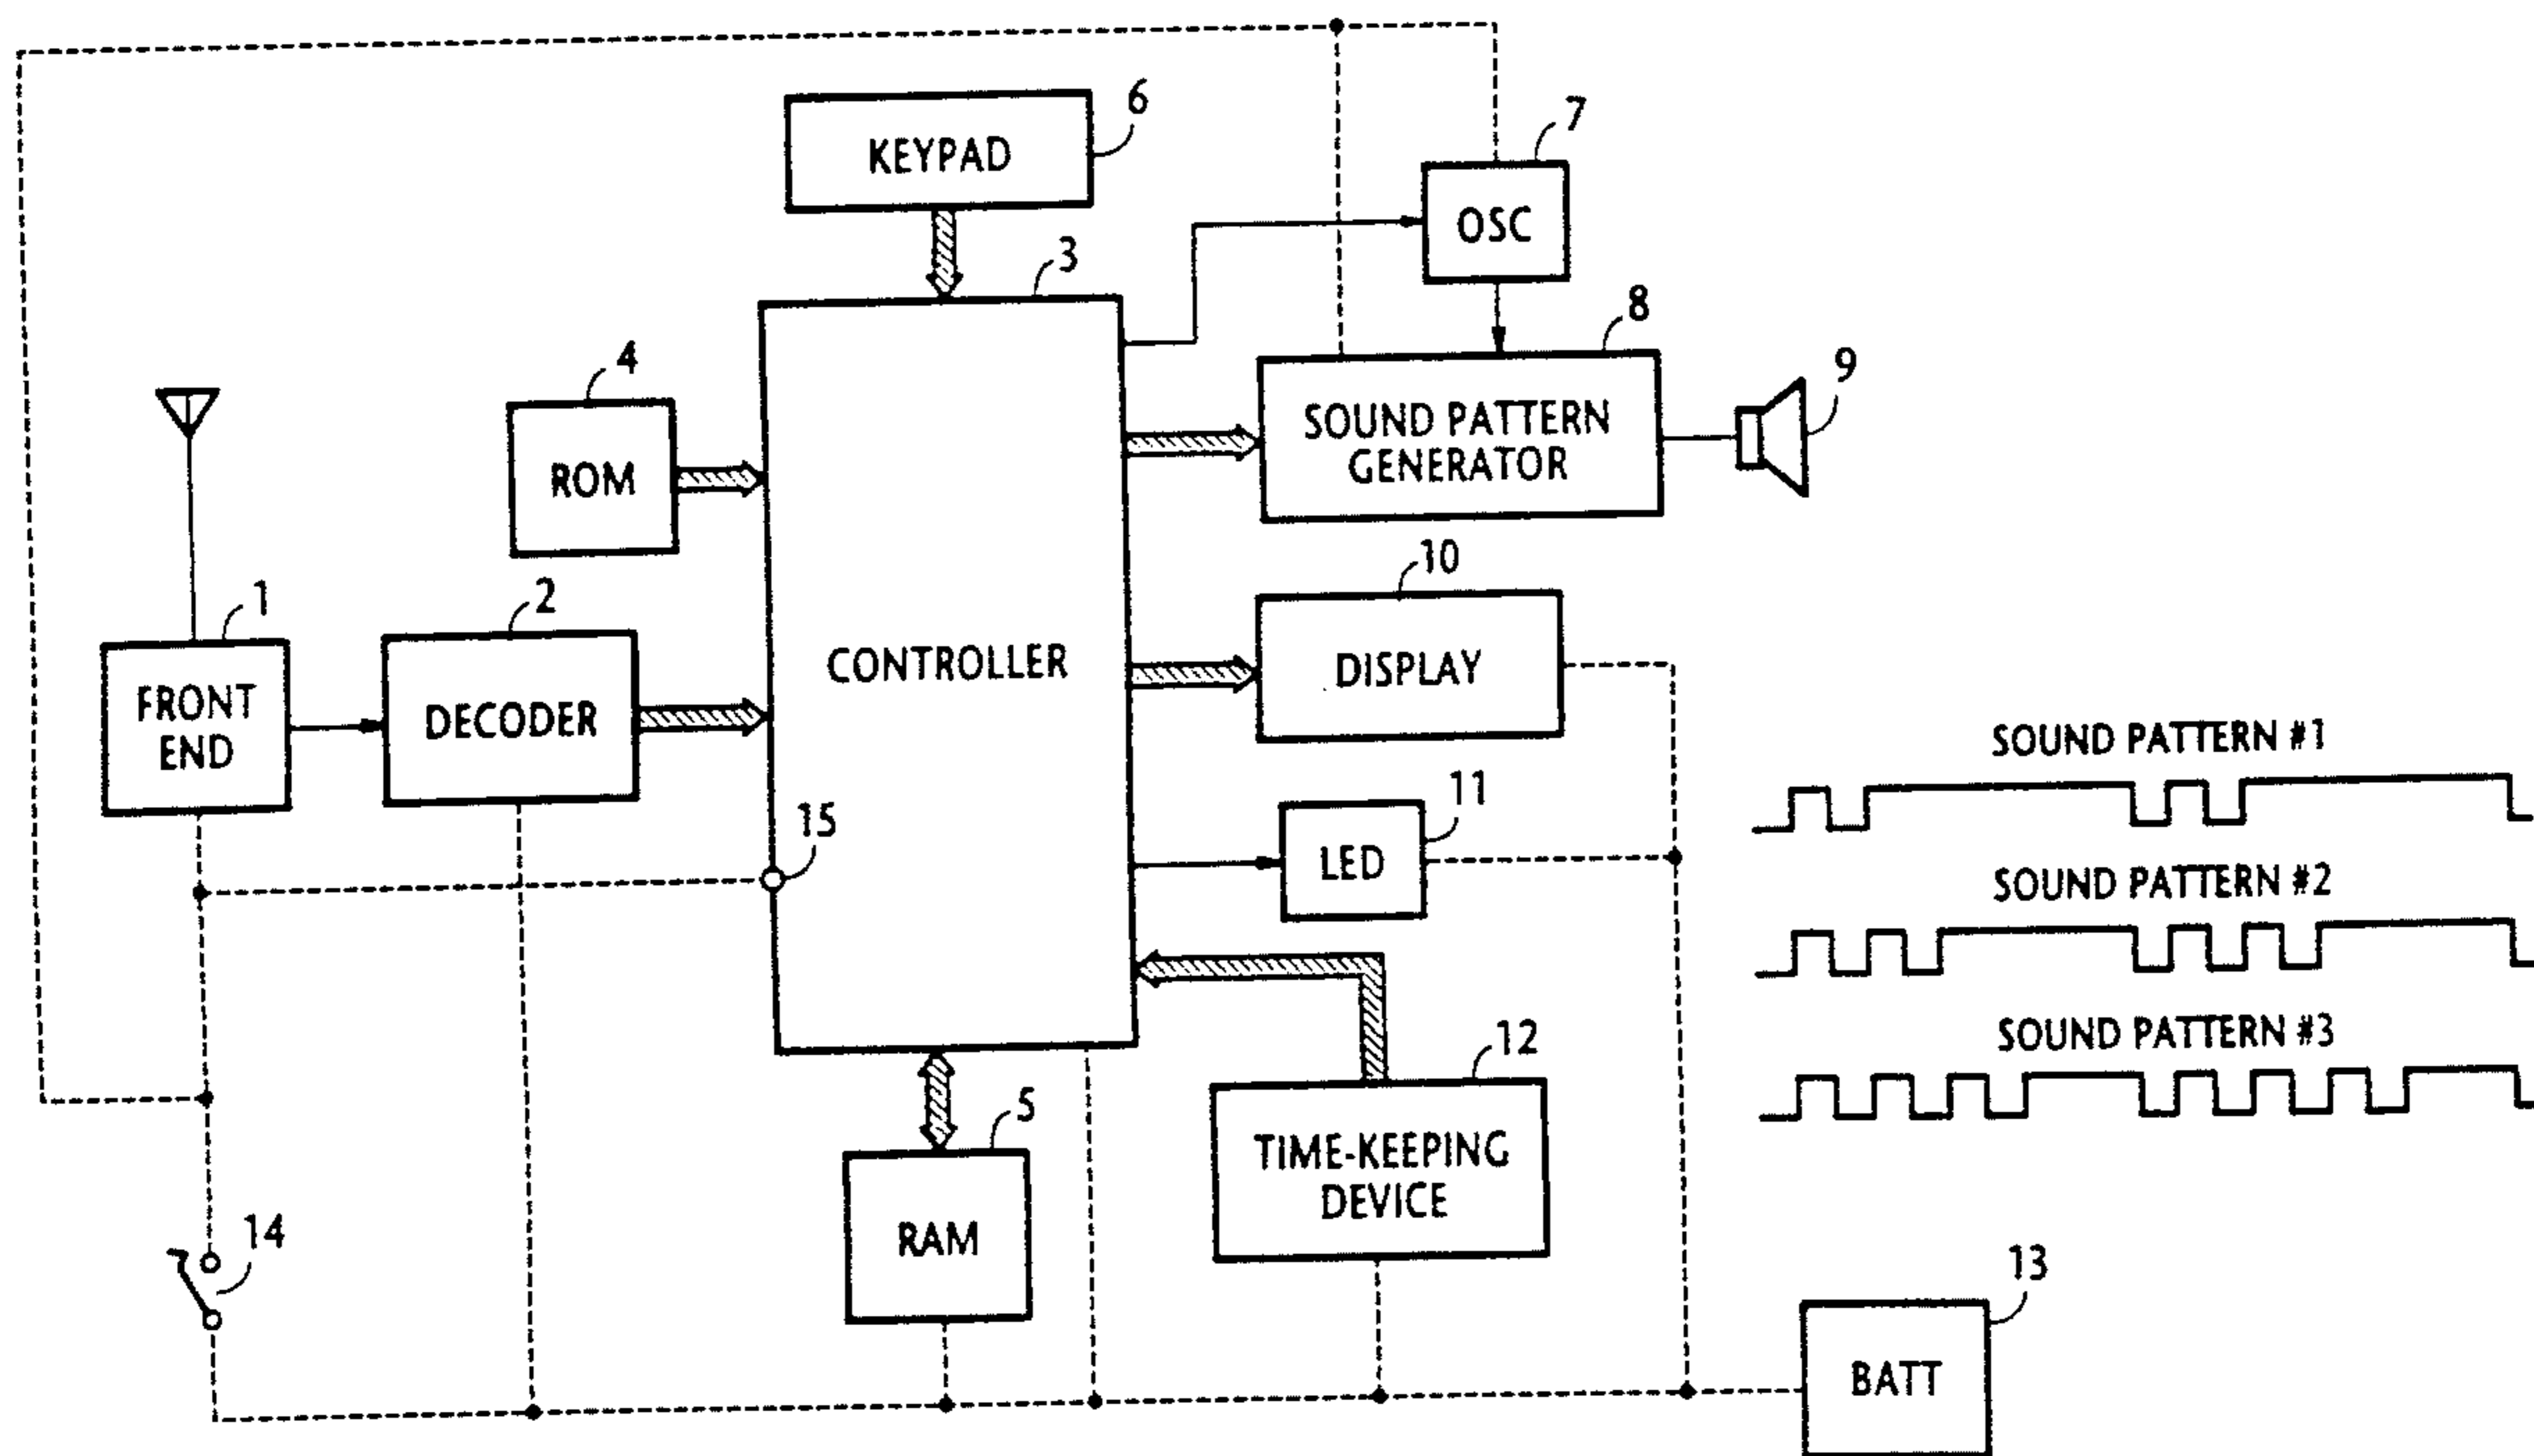 6
KEYPAD
7
OSC
3
8
SOUND PATTERN
GENERATOR
9
4
ROM
CONTROLLER
1
FRONT
END
2
DECODER
10
DISPLAY
15
11
LED
SOUND PATTERN #1
SOUND PATTERN #2
SOUND PATTERN #3
12
TIME-KEEPING
DEVICE
5
RAM
14
13
BATT